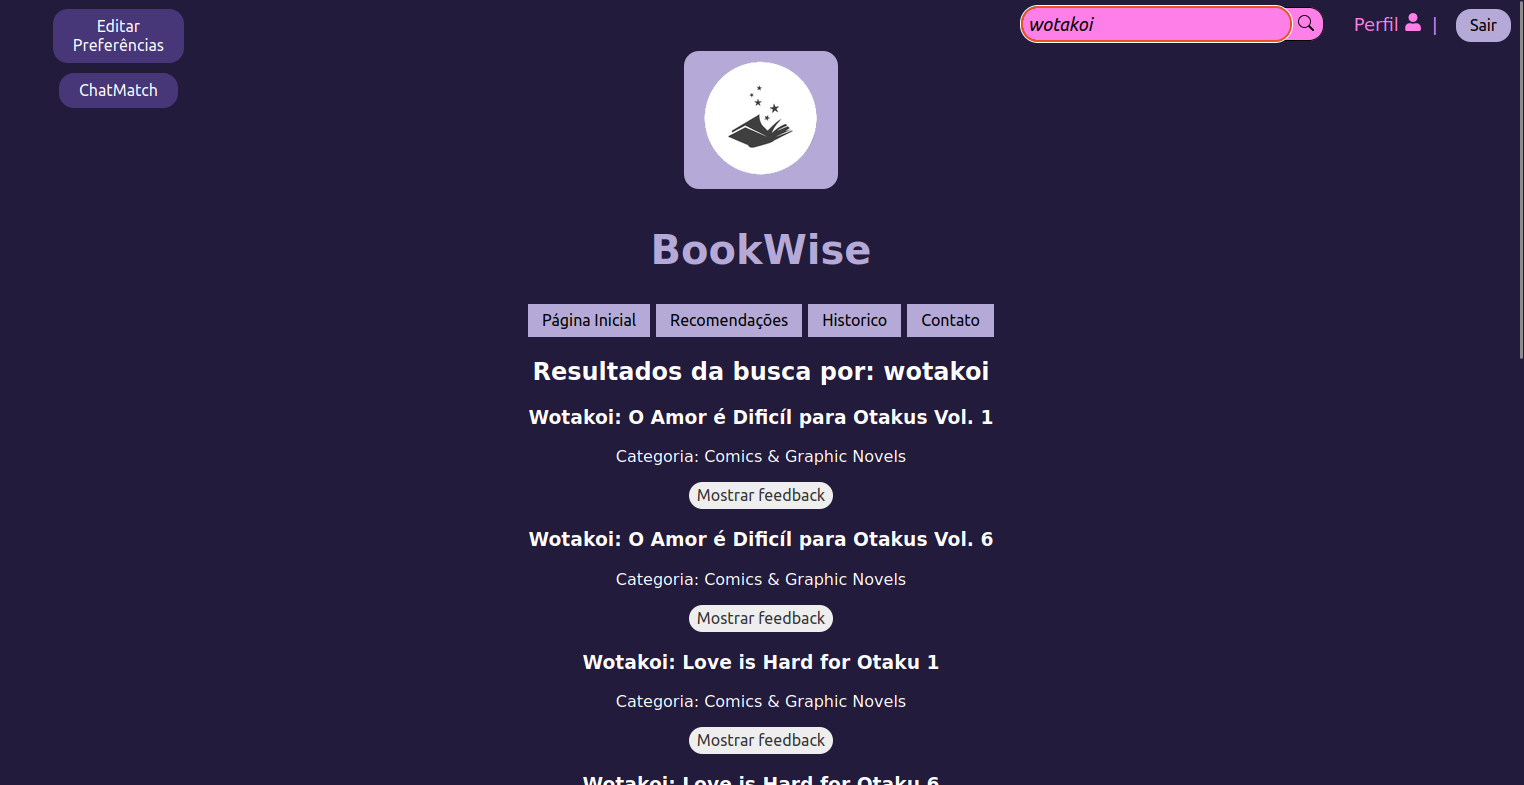 Editar
Preferências
ChatMatch
wotakoi
Perfil |
Sair
BookWise
Página Inicial
Recomendações
Historico
Contato
Resultados da busca por: wotakoi
Wotakoi: O Amor é Dificíl para Otakus Vol. 1
Categoria: Comics & Graphic Novels
Mostrar feedback
Wotakoi: O Amor é Dificíl para Otakus Vol. 6
Categoria: Comics & Graphic Novels
Mostrar feedback
Wotakoi: Love is Hard for Otaku 1
Categoria: Comics & Graphic Novels
Mostrar feedback
Wotakoi: Love is Hard for Otaku 6